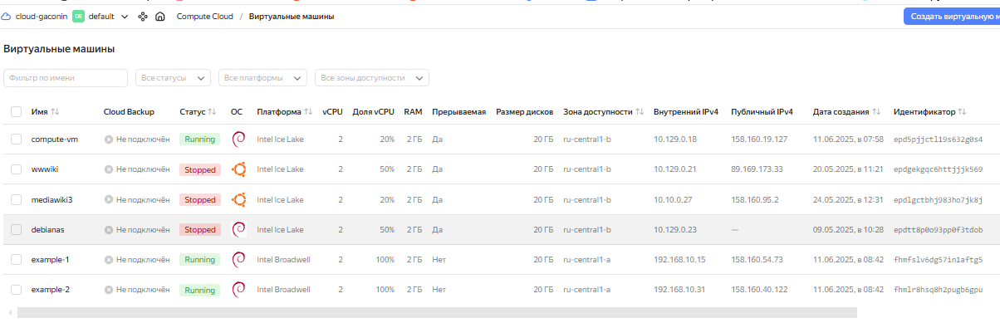 cloud-gaconin DE default Compute Cloud / Виртуальные машины Создать виртуальную м
Виртуальные машины
Фильтр по имени Все статусы Все платформы Все зоны доступности
Имя Cloud Backup Статус ОС Платформа vCPU Доля vCPU RAM Прерываемая Размер дисков Зона доступности Внутренний IPv4 Публичный IPv4 Дата создания Идентификатор
compute-vm Не подключён Running Intel Ice Lake 2 20% 2 ГБ Да 20 ГБ ru-central1-b 10.129.0.18 158.160.19.127 11.06.2025, в 07:58 epd5pjjctl19s632g0s4
wwwiki Не подключён Stopped Intel Ice Lake 2 50% 2 ГБ Да 20 ГБ ru-central1-b 10.129.0.21 89.169.173.33 20.05.2025, в 11:21 epdgekgqc6httjjjk569
mediawiki3 Не подключён Stopped Intel Ice Lake 2 20% 2 ГБ Да 20 ГБ ru-central1-b 10.10.0.27 158.160.95.2 24.05.2025, в 12:31 epdlgctbhj983ho7jk8j
debianas Не подключён Stopped Intel Ice Lake 2 50% 2 ГБ Да 20 ГБ ru-central1-b 10.129.0.23 — 09.05.2025, в 10:28 epdtt8p0o93pp0f3tdob
example-1 Не подключён Running Intel Broadwell 2 100% 2 ГБ Нет 20 ГБ ru-central1-a 192.168.10.15 158.160.54.73 11.06.2025, в 08:42 fhmfslv6dg57in1aftg5
example-2 Не подключён Running Intel Broadwell 2 100% 2 ГБ Нет 20 ГБ ru-central1-a 192.168.10.31 158.160.40.122 11.06.2025, в 08:42 fhmlr8hsq8h2pugb6gpu